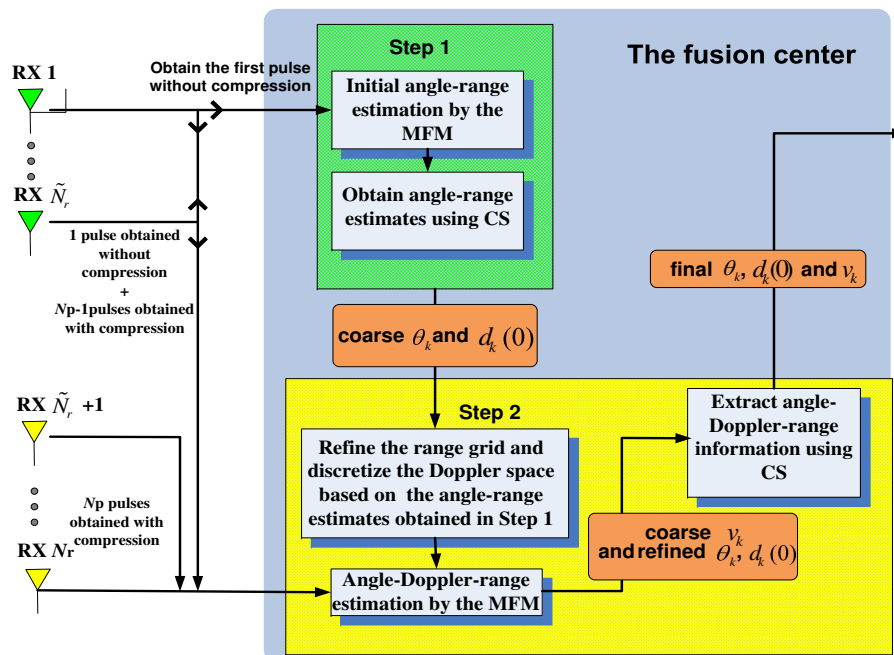 The fusion center
Step 1
RX 1
Obtain the first pulse
without compression
Initial angle-range
estimation by the
MFM
Obtain angle-range
estimates using CS
RX Ñr
1 pulse obtained
without
compression
+
Np-1pulses obtained
with compression
final θk, dk(0) and vk
coarse θk and dk(0)
Step 2
RX Ñr +1
Refine the range grid and
discretize the Doppler space
based on the angle-range
estimates obtained in Step 1
Extract angle-
Doppler-range
information using
CS
Np pulses
obtained with
compression
coarse vk
and refined θk, dk(0)
RX Nr
Angle-Doppler-range
estimation by the MFM